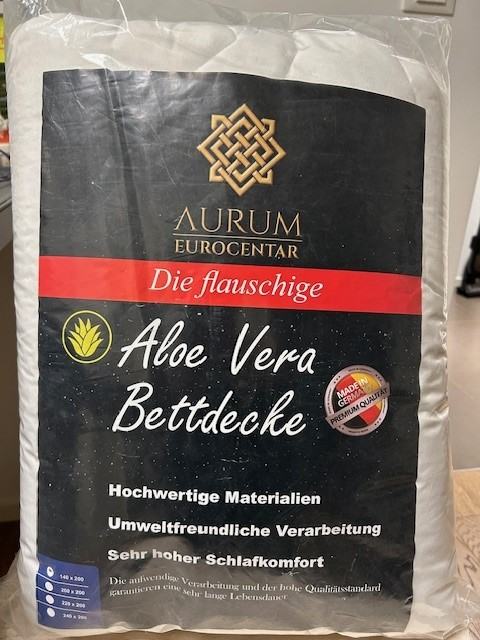 AURUM
EUROCENTAR
Die flauschige
Aloe Vera
Bettdecke
MADE IN
GERMANY
PREMIUM QUALITÄT
Hochwertige Materialien
Umweltfreundliche Verarbeitung
Sehr hoher Schlafkomfort
Die aufwendige Verarbeitung und der hohe Qualitätsstandard
garantieren eine sehr lange Lebensdauer
140 x 200
200 x 200
220 x 200
240 x 200